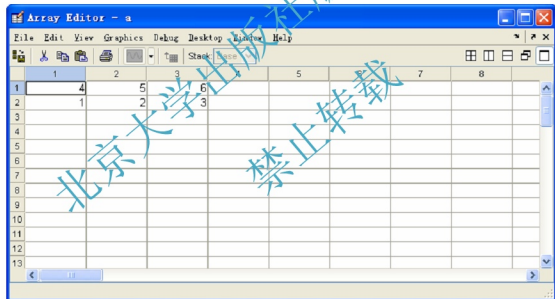 Array Editor - a
File Edit View Graphics Debug Desktop Window Help
Stack: Base
1 2 3 4 5 6 7 8
1 4 5 6
2 1 2 3
3
4
5
6
7
8
9
10
11
12
13
北京大学出版社
禁止转载